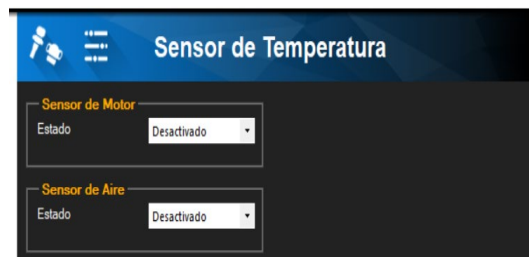 Sensor de Temperatura
Sensor de Motor
Estado Desactivado
Sensor de Aire
Estado Desactivado